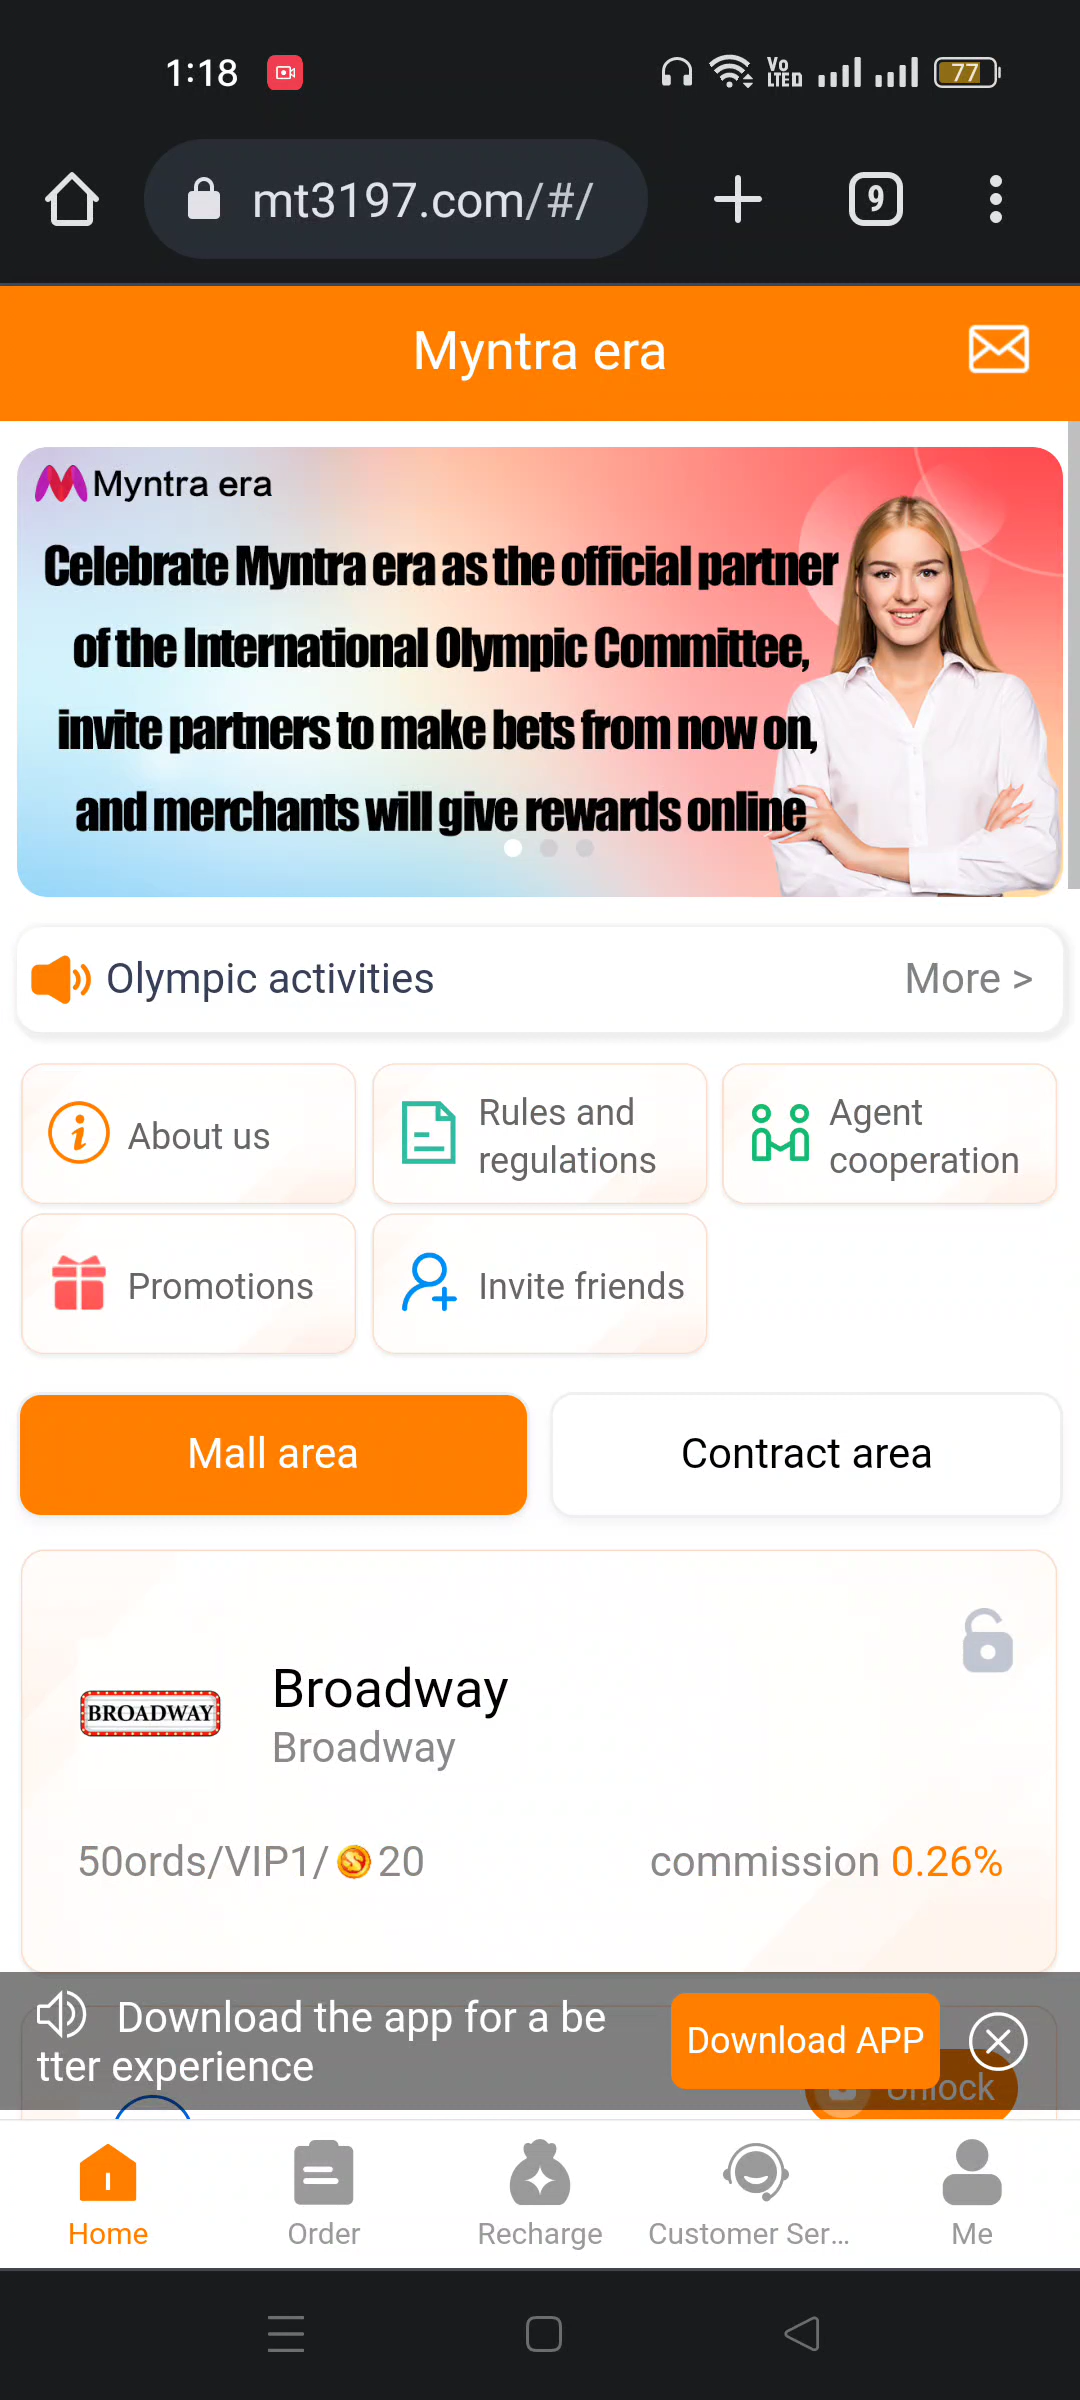 1:18
Vo
LTED
77
mt3197.com/#/
9
Myntra era
Myntra era
Celebrate Myntra era as the official partner
of the International Olympic Committee,
invite partners to make bets from now on,
and merchants will give rewards online
Olympic activities
More >
About us
Rules and
regulations
Agent
cooperation
Promotions
Invite friends
Mall area
Contract area
BROADWAY
Broadway
Broadway
50ords/VIP1/ 20
commission 0.26%
Download the app for a be
tter experience
Download APP
Unlock
Home
Order
Recharge
Customer Ser...
Me